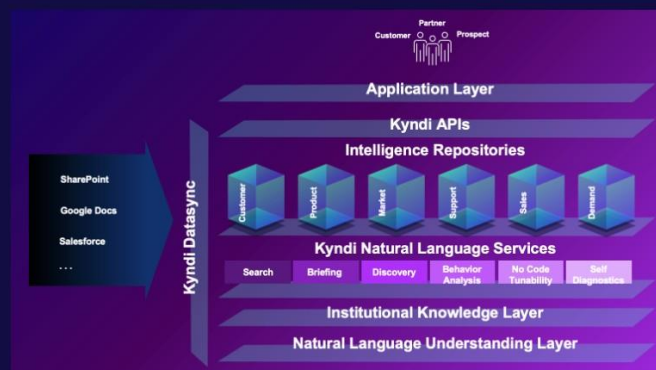 Partner
Customer
Prospect
Application Layer
Kyndi APIs
Intelligence Repositories
SharePoint
Google Docs
Salesforce
...
Kyndi Datasync
Customer
Product
Market
Support
Sales
Demand
Kyndi Natural Language Services
Search
Briefing
Discovery
Behavior
Analysis
No Code
Tunability
Self
Diagnostics
Institutional Knowledge Layer
Natural Language Understanding Layer